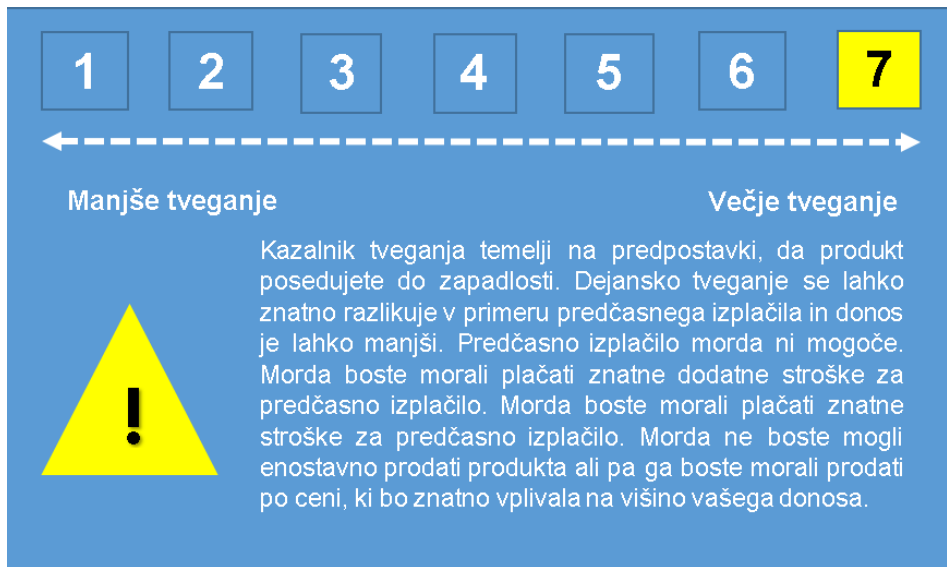 1 2 3 4 5 6 7
Manjše tveganje Večje tveganje
Kazalnik tveganja temelji na predpostavki, da produkt
posedujete do zapadlosti. Dejansko tveganje se lahko
znatno razlikuje v primeru predčasnega izplačila in donos
je lahko manjši. Predčasno izplačilo morda ni mogoče.
Morda boste morali plačati znatne dodatne stroške za
predčasno izplačilo. Morda boste morali plačati znatne
stroške za predčasno izplačilo. Morda ne boste mogli
enostavno prodati produkta ali pa ga boste morali prodati
po ceni, ki bo znatno vplivala na višino vašega donosa.
!